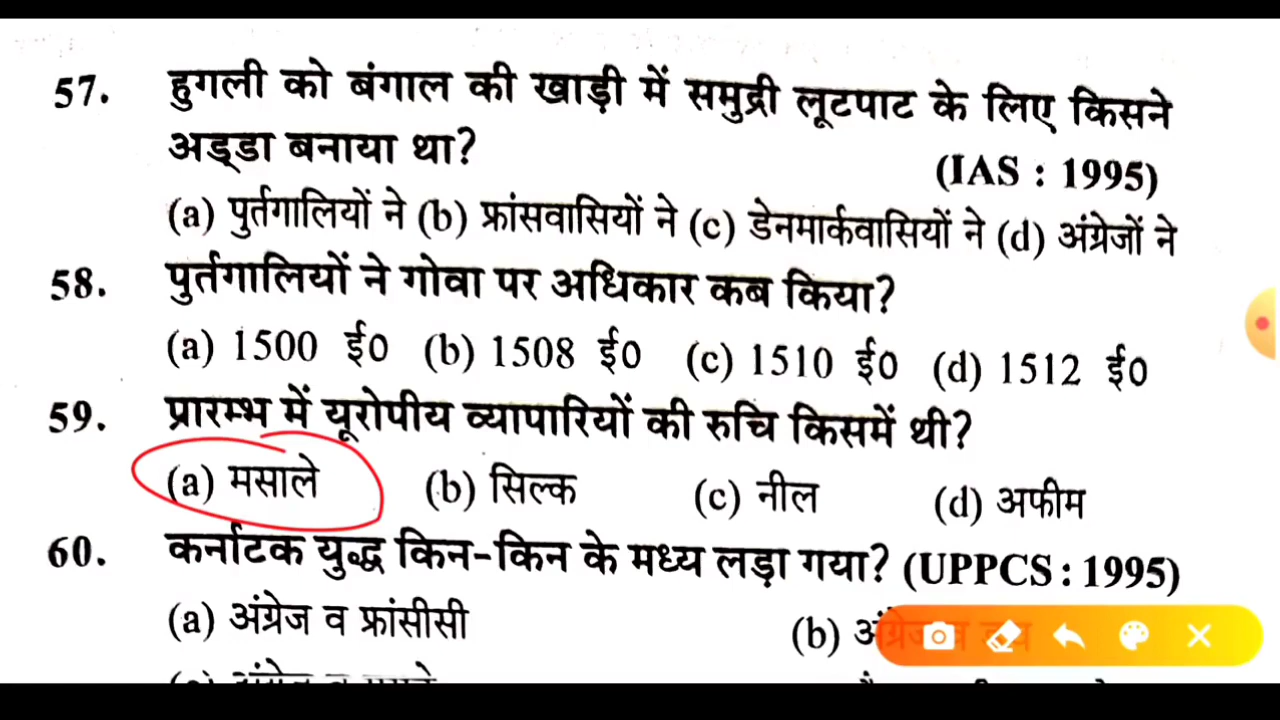 57. हुगली को बंगाल की खाड़ी में समुद्री लूटपाट के लिए किसने
अड्डा बनाया था? (IAS : 1995)
(a) पुर्तगालियों ने (b) फ्रांसवासियों ने (c) डेनमार्कवासियों ने (d) अंग्रेजों ने
58. पुर्तगालियों ने गोवा पर अधिकार कब किया?
(a) 1500 ई० (b) 1508 ई० (c) 1510 ई० (d) 1512 ई०
59. प्रारम्भ में यूरोपीय व्यापारियों की रुचि किसमें थी?
(a) मसाले (b) सिल्क (c) नील (d) अफीम
60. कर्नाटक युद्ध किन-किन के मध्य लड़ा गया? (UPPCS : 1995)
(a) अंग्रेज व फ्रांसीसी (b) अंग्रेज व डच